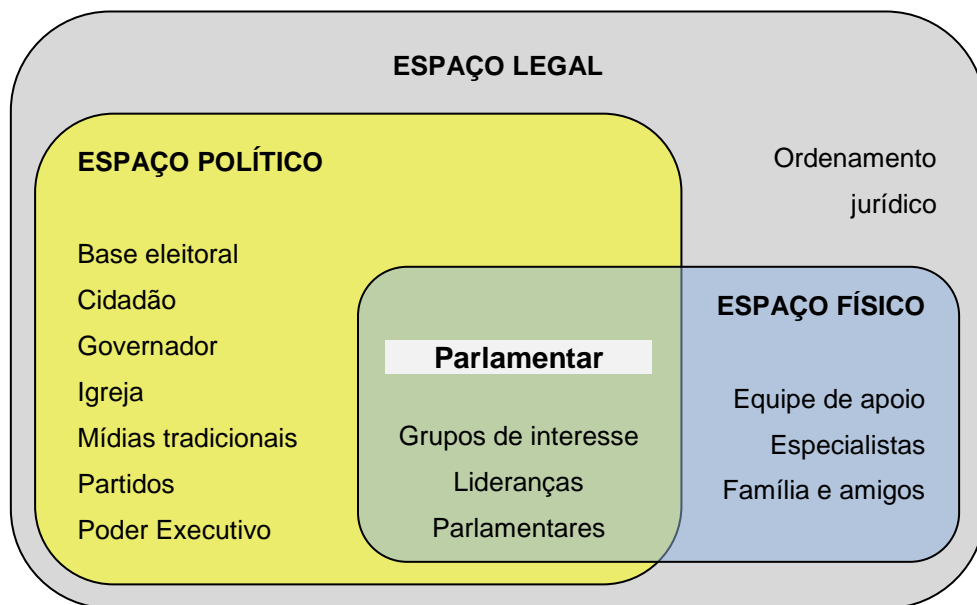 ESPAÇO LEGAL
ESPAÇO POLÍTICO
Ordenamento
jurídico
Base eleitoral
Cidadão
Governador
Igreja
Mídias tradicionais
Partidos
Poder Executivo
Parlamentar
Grupos de interesse
Lideranças
Parlamentares
ESPAÇO FÍSICO
Equipe de apoio
Especialistas
Família e amigos